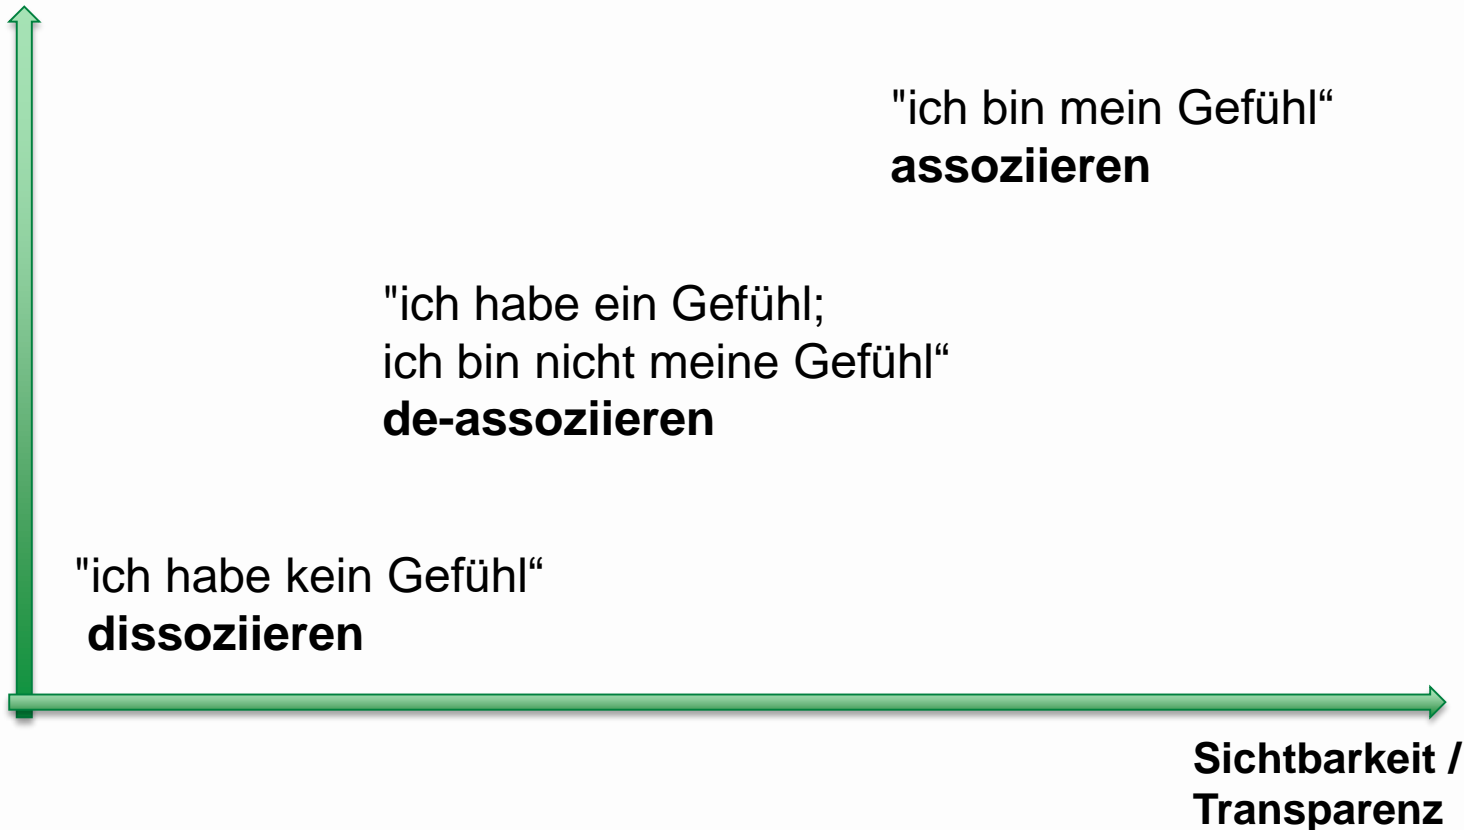 "ich bin mein Gefühl“
assoziieren
"ich habe ein Gefühl;
ich bin nicht meine Gefühl“
de-assoziieren
"ich habe kein Gefühl“
dissoziieren
Sichtbarkeit /
Transparenz